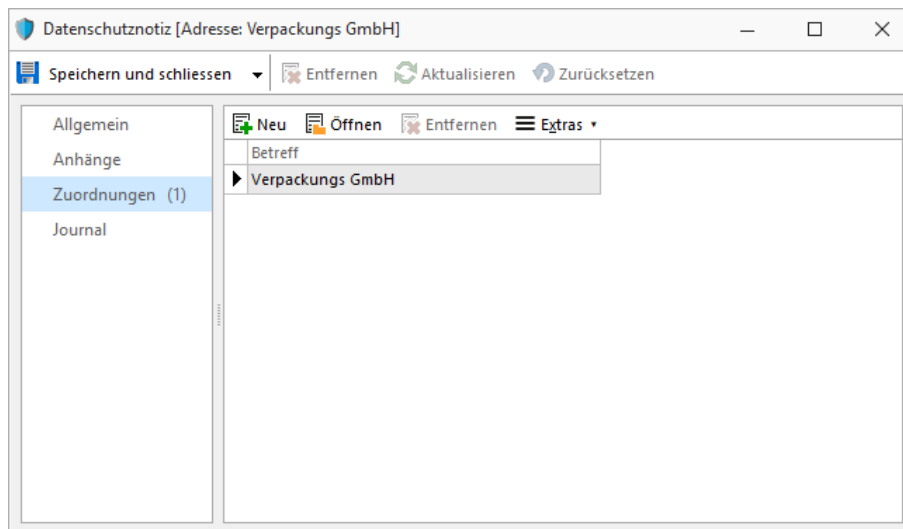 Datenschutznotiz [Adresse: Verpackungs GmbH]
Speichern und schliessen Entfernen Aktualisieren Zurücksetzen
Allgemein
Anhänge
Zuordnungen (1)
Journal
Neu Öffnen Entfernen Extras
Betreff
Verpackungs GmbH